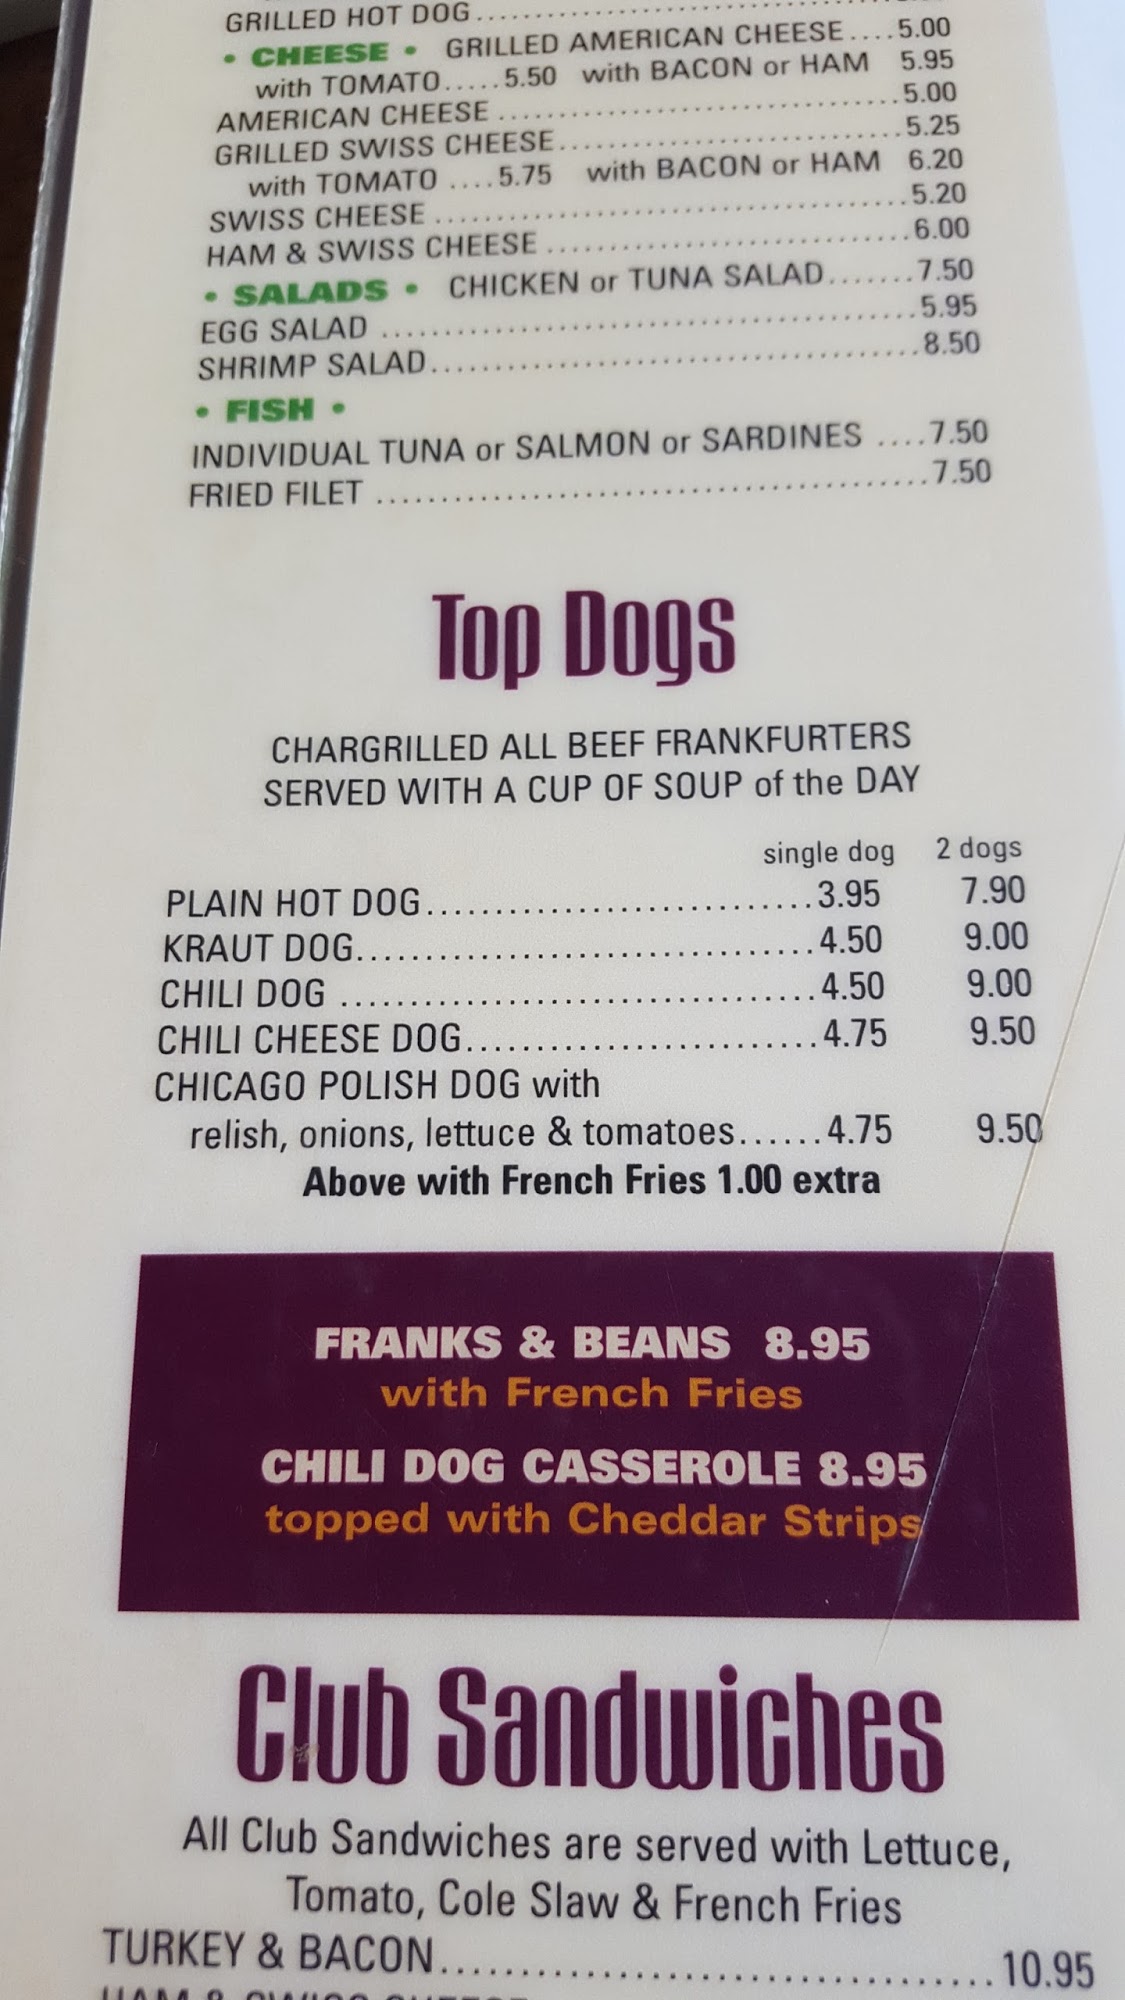 GRILLED HOT DOG
• CHEESE • GRILLED AMERICAN CHEESE....5.00
with TOMATO.....5.50 with BACON or HAM 5.95
AMERICAN CHEESE ..............................5.00
GRILLED SWISS CHEESE..........................5.25
with TOMATO ....5.75 with BACON or HAM 6.20
SWISS CHEESE ...................................5.20
HAM & SWISS CHEESE ...........................6.00
• SALADS • CHICKEN or TUNA SALAD.......7.50
EGG SALAD .......................................5.95
SHRIMP SALAD....................................8.50
• FISH •
INDIVIDUAL TUNA or SALMON or SARDINES ....7.50
FRIED FILET ........................................7.50
Top Dogs
CHARGRILLED ALL BEEF FRANKFURTERS
SERVED WITH A CUP OF SOUP of the DAY
single dog 2 dogs
PLAIN HOT DOG............................3.95 7.90
KRAUT DOG.................................4.50 9.00
CHILI DOG ..................................4.50 9.00
CHILI CHEESE DOG..........................4.75 9.50
CHICAGO POLISH DOG with
relish, onions, lettuce & tomatoes......4.75 9.50
Above with French Fries 1.00 extra
FRANKS & BEANS 8.95
with French Fries
CHILI DOG CASSEROLE 8.95
topped with Cheddar Strips
Club Sandwiches
All Club Sandwiches are served with Lettuce,
Tomato, Cole Slaw & French Fries
TURKEY & BACON.................................10.95